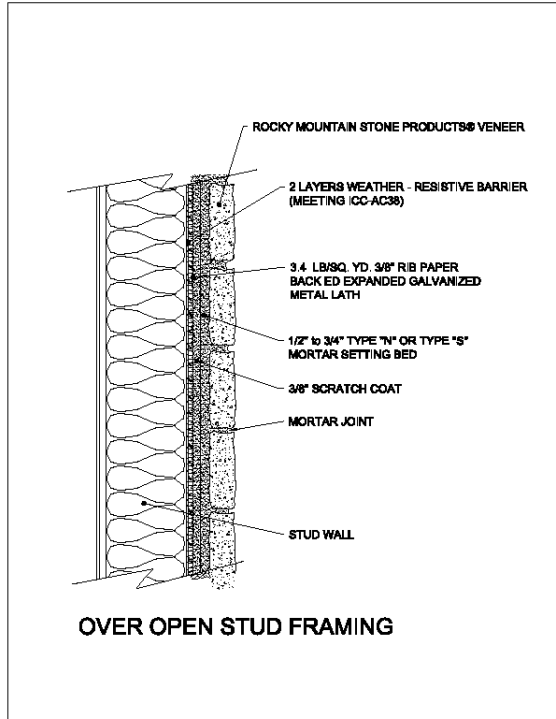 ROCKY MOUNTAIN STONE PRODUCTS® VENEER
2 LAYERS WEATHER - RESISTIVE BARRIER
(MEETING ICC-AC38)
3.4 LB/SQ. YD. 3/8" RIB PAPER
BACK ED EXPANDED GALVANIZED
METAL LATH
1/2" to 3/4" TYPE "N" OR TYPE "S"
MORTAR SETTING BED
3/8" SCRATCH COAT
MORTAR JOINT
STUD WALL
OVER OPEN STUD FRAMING